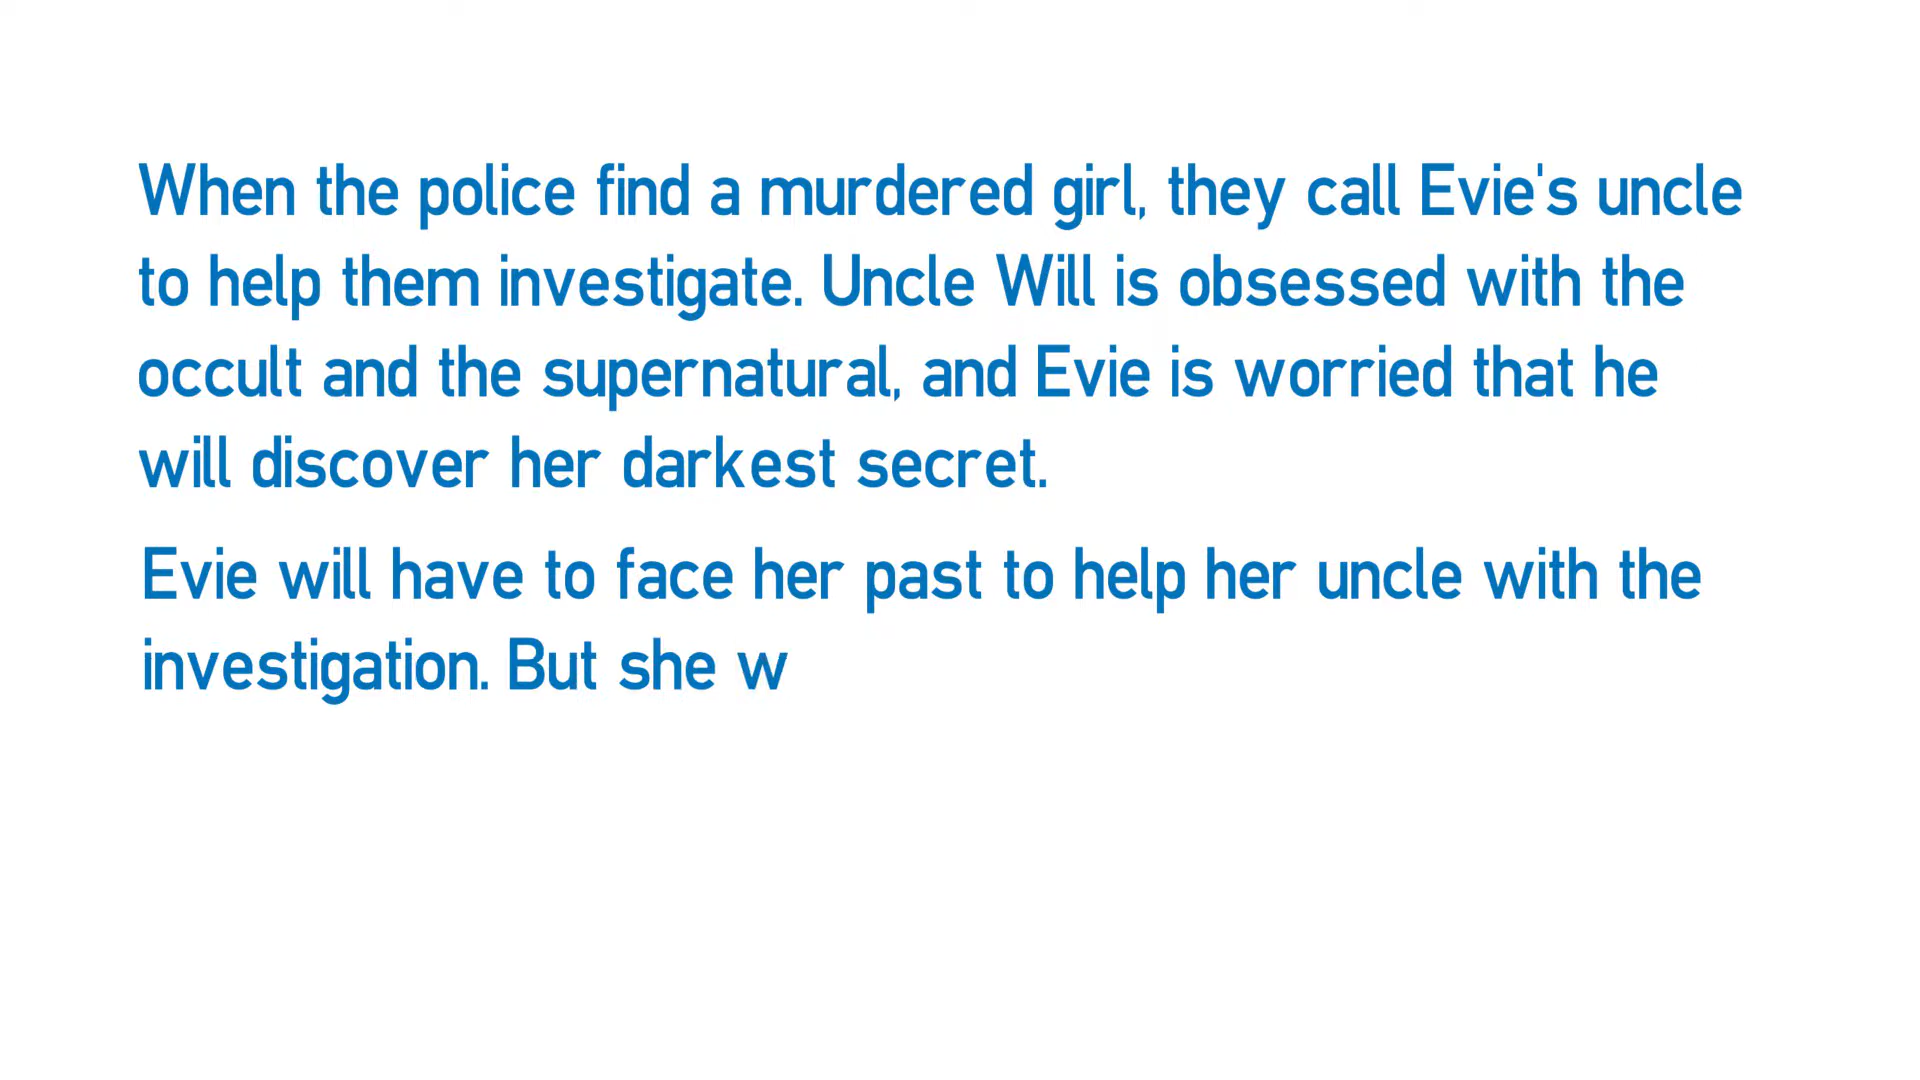 When the police find a murdered girl, they call Evie's uncle
to help them investigate. Uncle Will is obsessed with the
occult and the supernatural, and Evie is worried that he
will discover her darkest secret.
Evie will have to face her past to help her uncle with the
investigation. But she w